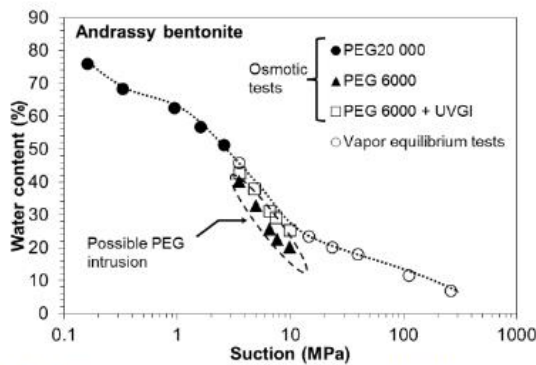 Andrassy bentonite
Osmotic
tests
PEG20 000
PEG 6000
PEG 6000 + UVGI
Vapor equilibrium tests
Possible PEG
intrusion
Water content (%)
90
80
70
60
50
40
30
20
10
0
0.1
1
10
100
1000
Suction (MPa)